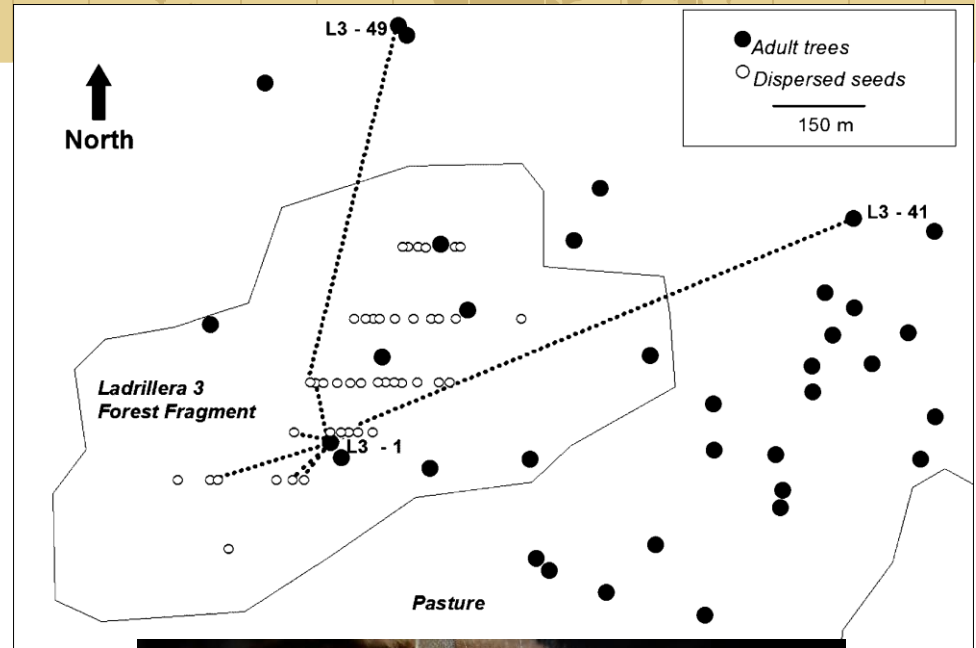 L3 - 49
Adult trees
Dispersed seeds
150 m
North
L3 - 41
Ladrillera 3
Forest Fragment
L3 - 1
Pasture